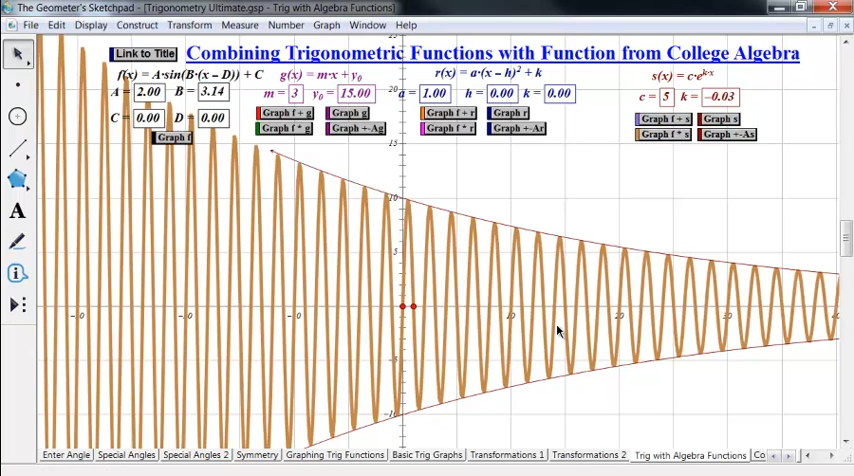 The Geometer's Sketchpad - [Trigonometry Ultimate.gsp - Trig with Algebra Functions]
File Edit Display Construct Transform Measure Number Graph Window Help
Link to Title
Combining Trigonometric Functions with Function from College Algebra
f(x) = A·sin(B·(x – D)) + C
g(x) = m·x + y₀
r(x) = a·(x – h)² + k
s(x) = c·e^(k·x)
A = 2.00 B = 3.14
m = 3 y₀ = 15.00
a = 1.00 h = 0.00 k = 0.00
c = 5 k = –0.03
C = 0.00 D = 0.00
Graph f + g Graph g
Graph f + r Graph r
Graph f + s Graph s
Graph f * g Graph +-Ag
Graph f * r Graph +-Ar
Graph f * s Graph +-As
Graph f
20
15
10
5
10 20
-5
-10
Enter Angle Special Angles Special Angles 2 Symmetry Graphing Trig Functions Basic Trig Graphs Transformations 1 Transformations 2 Trig with Algebra Functions Co